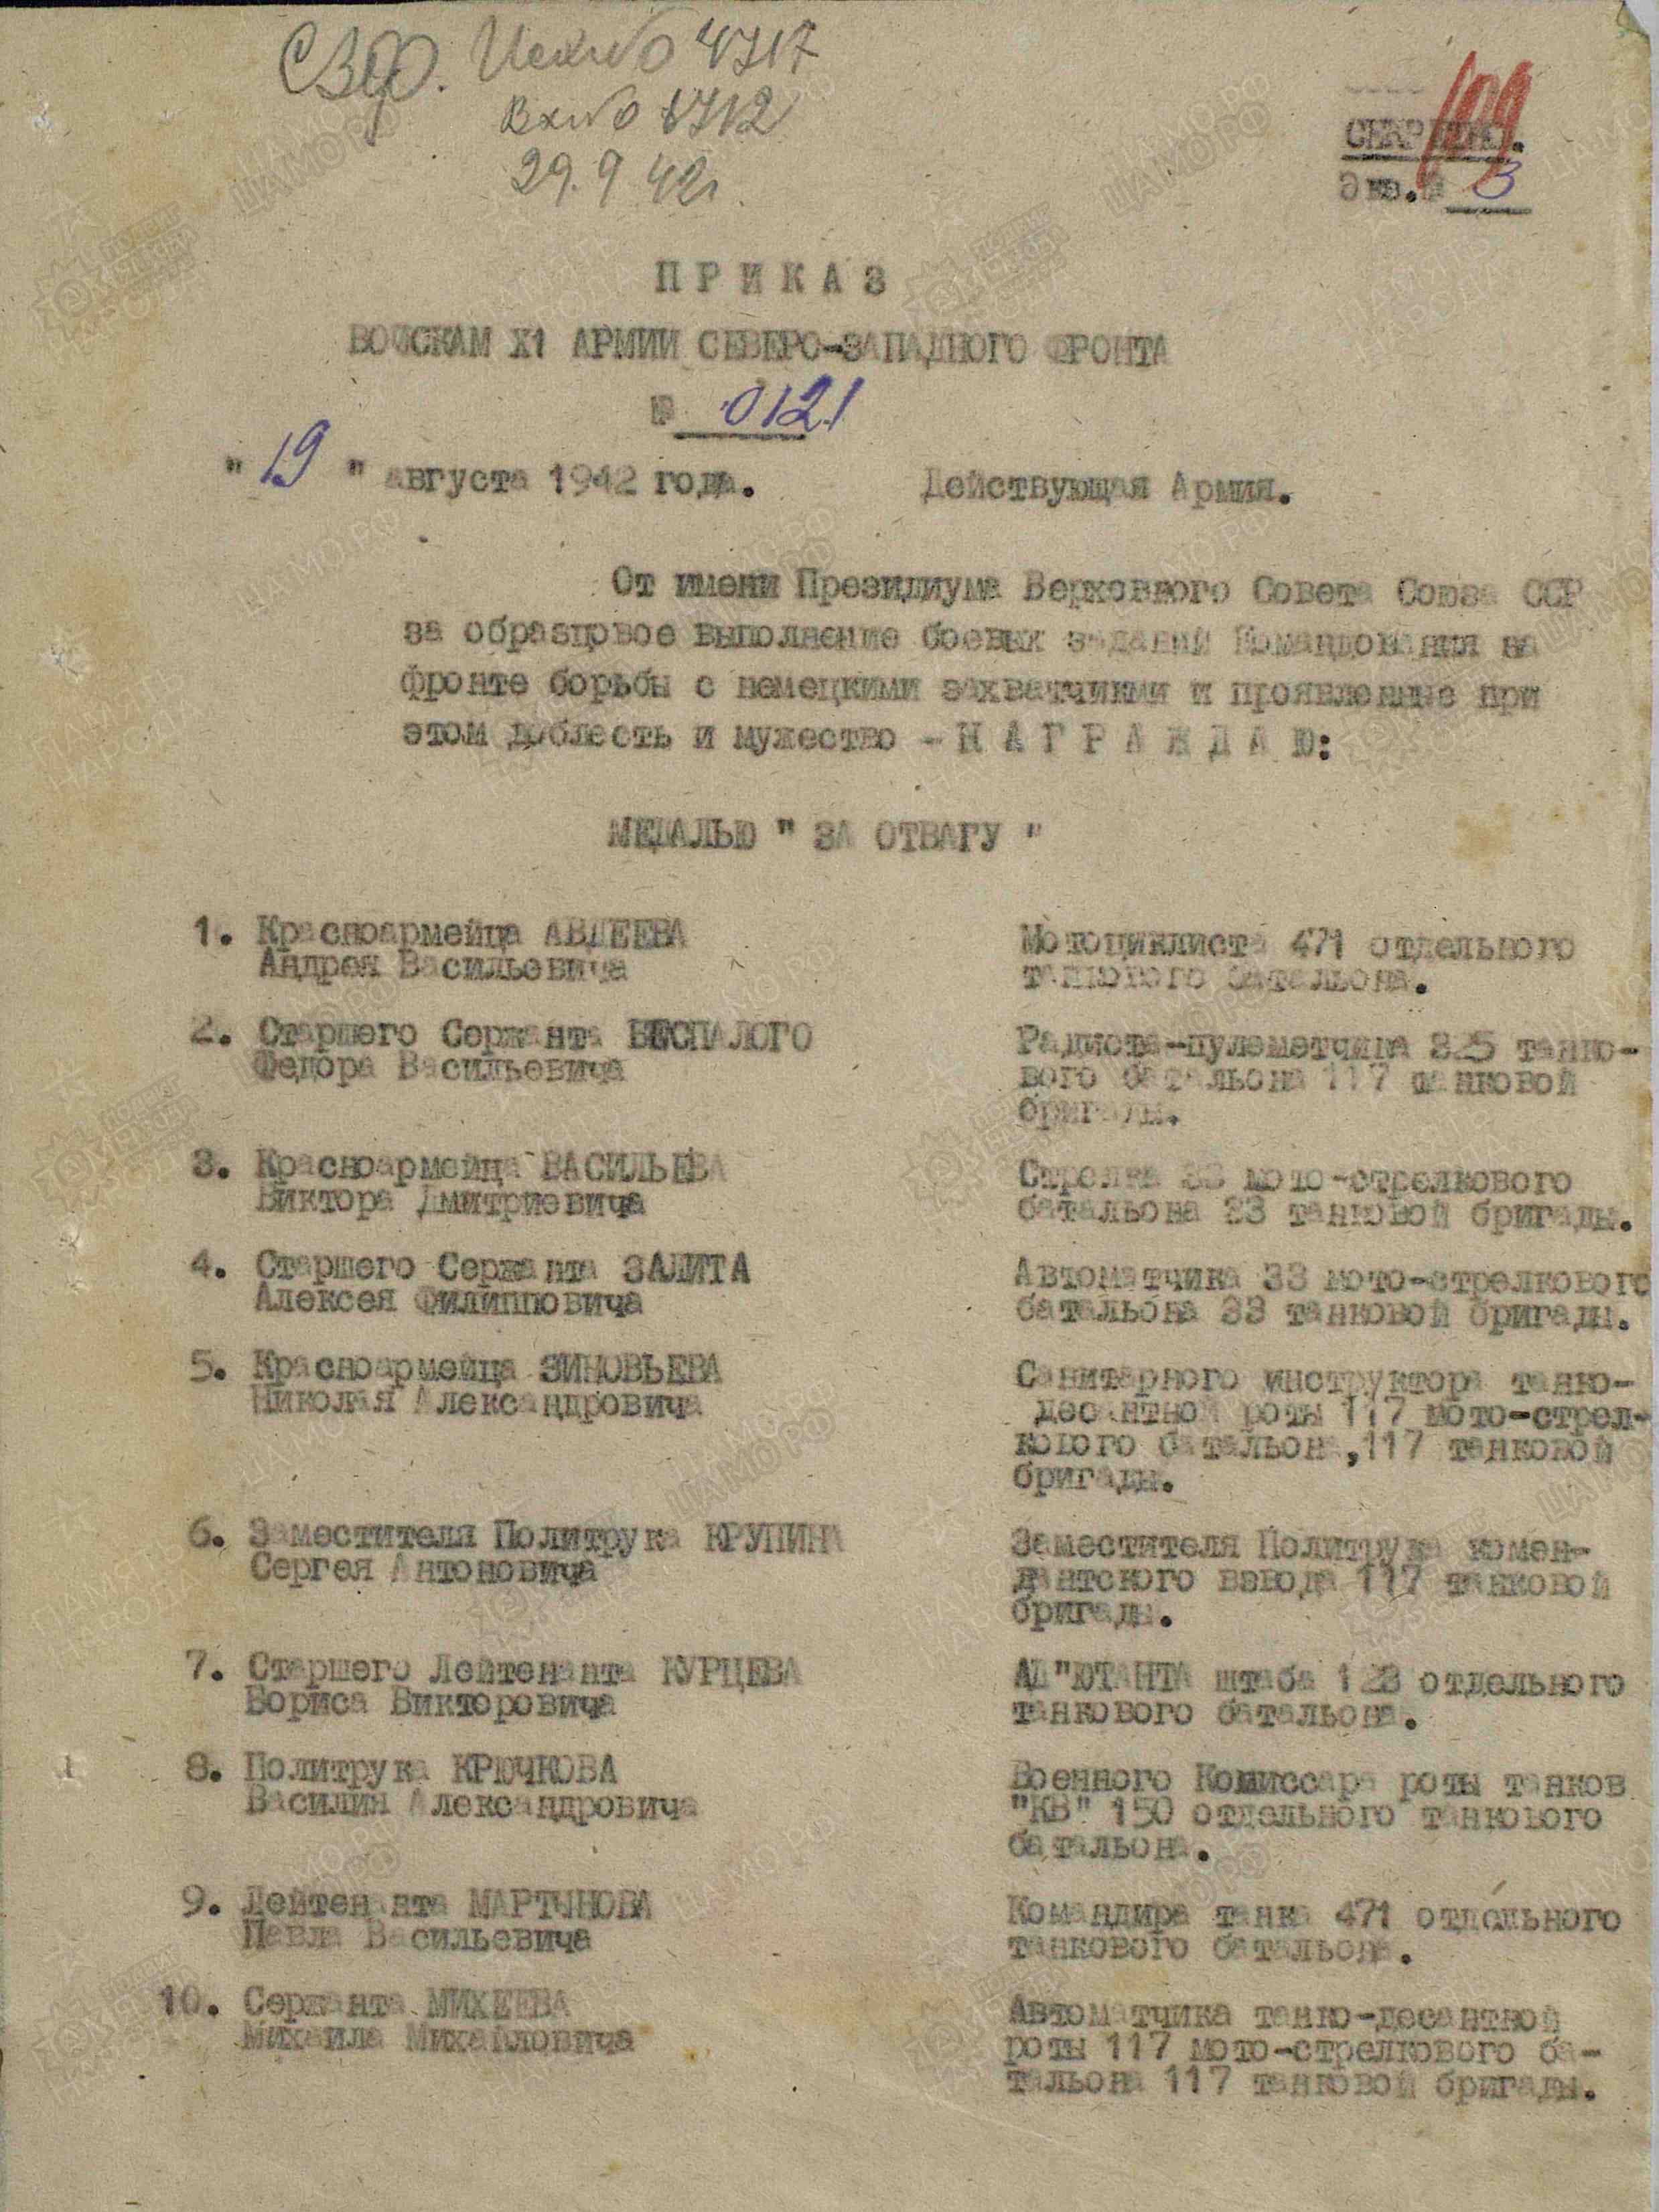 СЗФ. Исх№ 4717
Вх№ 8712
29.9.42г.
СЕКРЕТНО.
Экз.№ 3
ПРИКАЗ
ВОЙСКАМ X1 АРМИИ СЕВЕРО-ЗАПАДНОГО ФРОНТА
№ 0121
" 19 " августа 1942 года. Действующая Армия.
От имени Президиума Верховного Совета Союза ССР
за образцовое выполнение боевых заданий Командования на
фронте борьбы с немецкими захватчиками и проявленные при
этом доблесть и мужество - НАГРАЖДАЮ:
МЕДАЛЬЮ " ЗА ОТВАГУ "
1. Красноармейца АВДЕЕВА Мотоциклиста 471 отдельного
Андрея Васильевича танкового батальона.
2. Старшего Сержанта БЕСПАЛОГО Радиста-пулеметчика 325 танко-
Федора Васильевича вого батальона 117 танковой
бригады.
3. Красноармейца ВАСИЛЬЕВА Стрелка 33 мото-стрелкового
Виктора Дмитриевича батальона 33 танковой бригады.
4. Старшего Сержанта ЗАЛИТА Автоматчика 33 мото-стрелкового
Алексея Филипповича батальона 33 танковой бригады.
5. Красноармейца ЗИНОВЬЕВА Санитарного инструктора танко-
Николая Александровича десантной роты 117 мото-стрел-
кового батальона,117 танковой
бригады.
6. Заместителя Политрука КРУПИНА Заместителя Политрука комен-
Сергея Антоновича дантского взвода 117 танковой
бригады.
7. Старшего Лейтенанта КУРЦЕВА АД"ЮТАНТА штаба 123 отдельного
Бориса Викторовича танкового батальона.
8. Политрука КРЮЧКОВА Военного Комиссара роты танков
Василия Александровича "КВ" 150 отдельного танкового
батальона.
9. Лейтенанта МАРТЫНОВА Командира танка 471 отдельного
Павла Васильевича танкового батальона.
10. Сержанта МИХЕЕВА Автоматчика танко-десантной
Михаила Михайловича роты 117 мото-стрелкового ба-
тальона 117 танковой бригады.